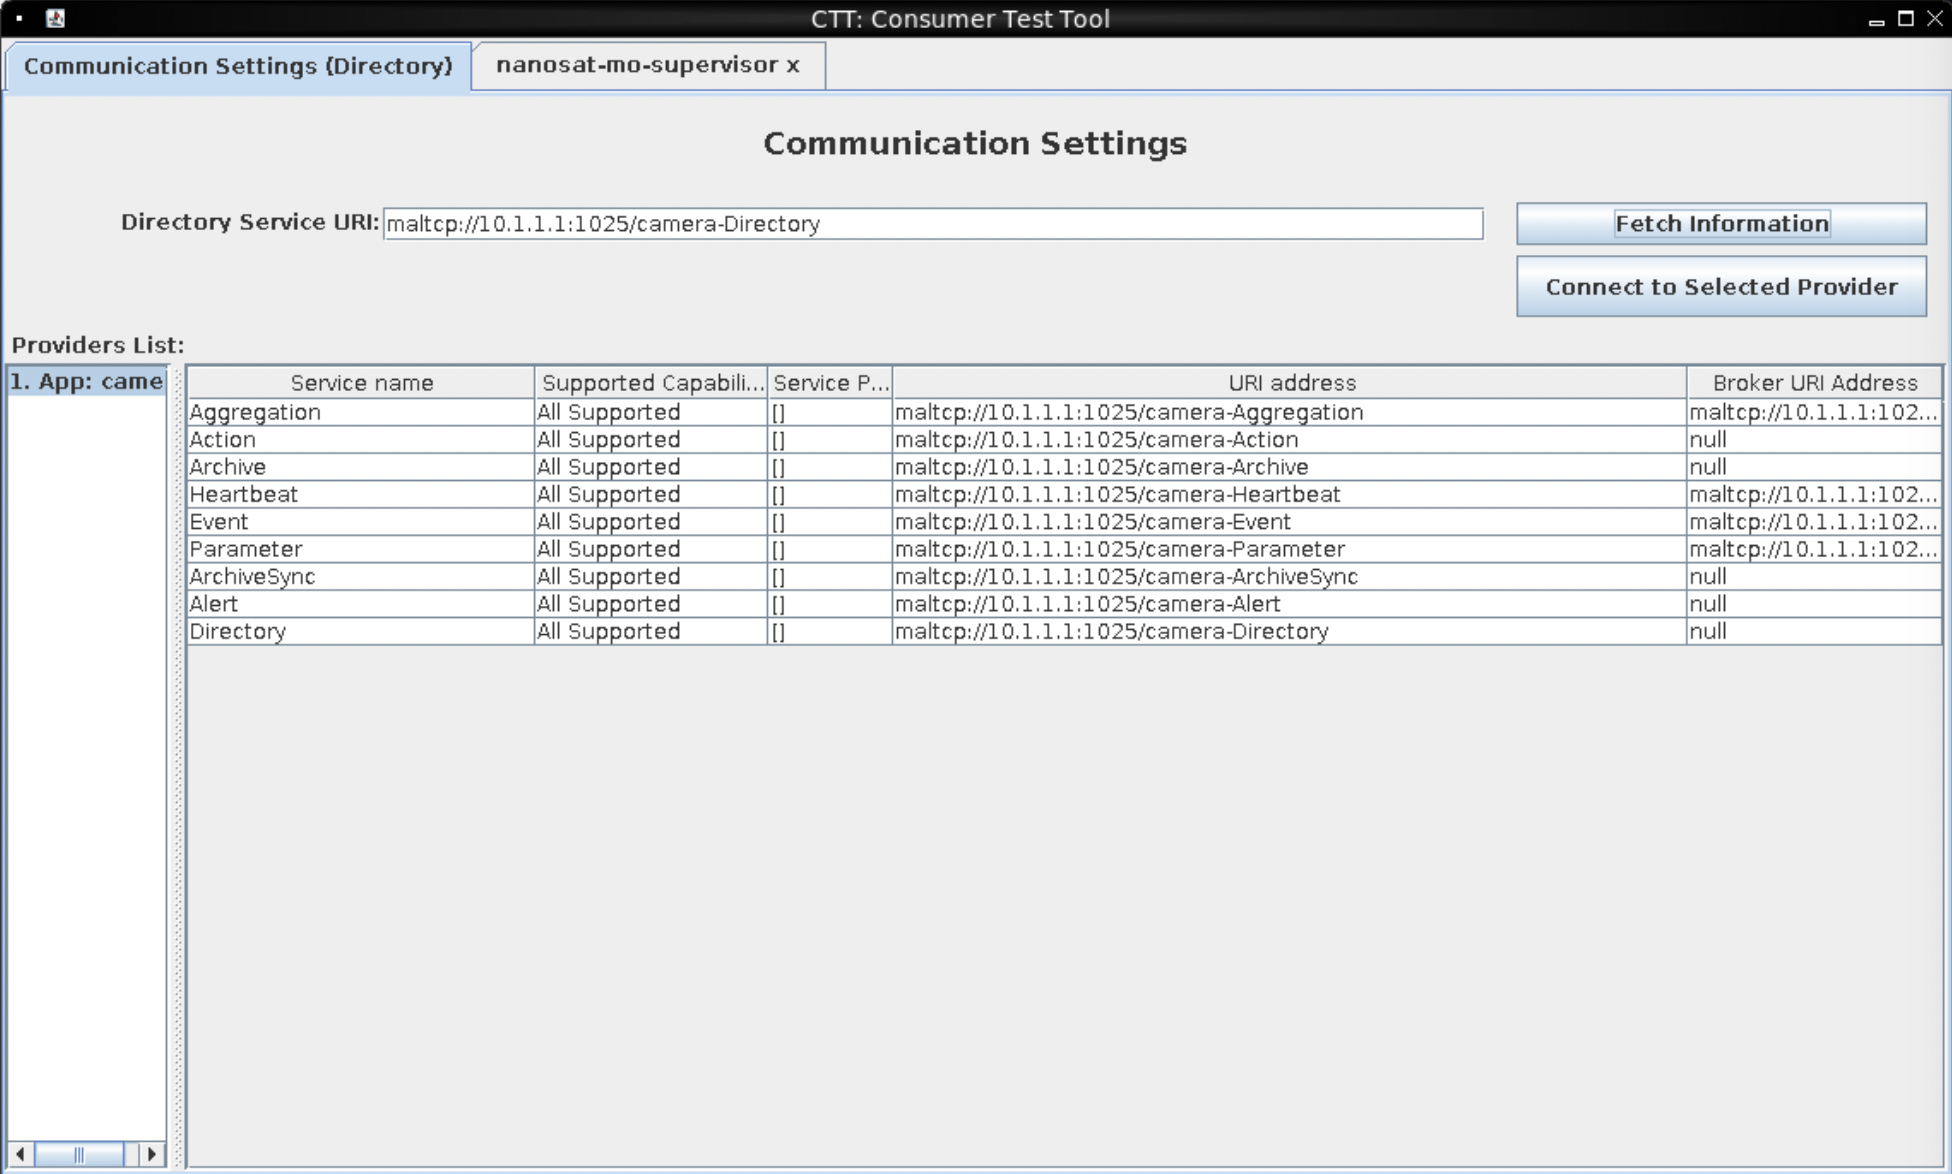 CTT: Consumer Test Tool
Communication Settings (Directory) nanosat-mo-supervisor x
Communication Settings
Directory Service URI: maltcp://10.1.1.1:1025/camera-Directory Fetch Information
Connect to Selected Provider
Providers List:
1. App: came
Service name Supported Capabili... Service P... URI address Broker URI Address
Aggregation All Supported [] maltcp://10.1.1.1:1025/camera-Aggregation maltcp://10.1.1.1:102...
Action All Supported [] maltcp://10.1.1.1:1025/camera-Action null
Archive All Supported [] maltcp://10.1.1.1:1025/camera-Archive null
Heartbeat All Supported [] maltcp://10.1.1.1:1025/camera-Heartbeat maltcp://10.1.1.1:102...
Event All Supported [] maltcp://10.1.1.1:1025/camera-Event maltcp://10.1.1.1:102...
Parameter All Supported [] maltcp://10.1.1.1:1025/camera-Parameter maltcp://10.1.1.1:102...
ArchiveSync All Supported [] maltcp://10.1.1.1:1025/camera-ArchiveSync null
Alert All Supported [] maltcp://10.1.1.1:1025/camera-Alert null
Directory All Supported [] maltcp://10.1.1.1:1025/camera-Directory null